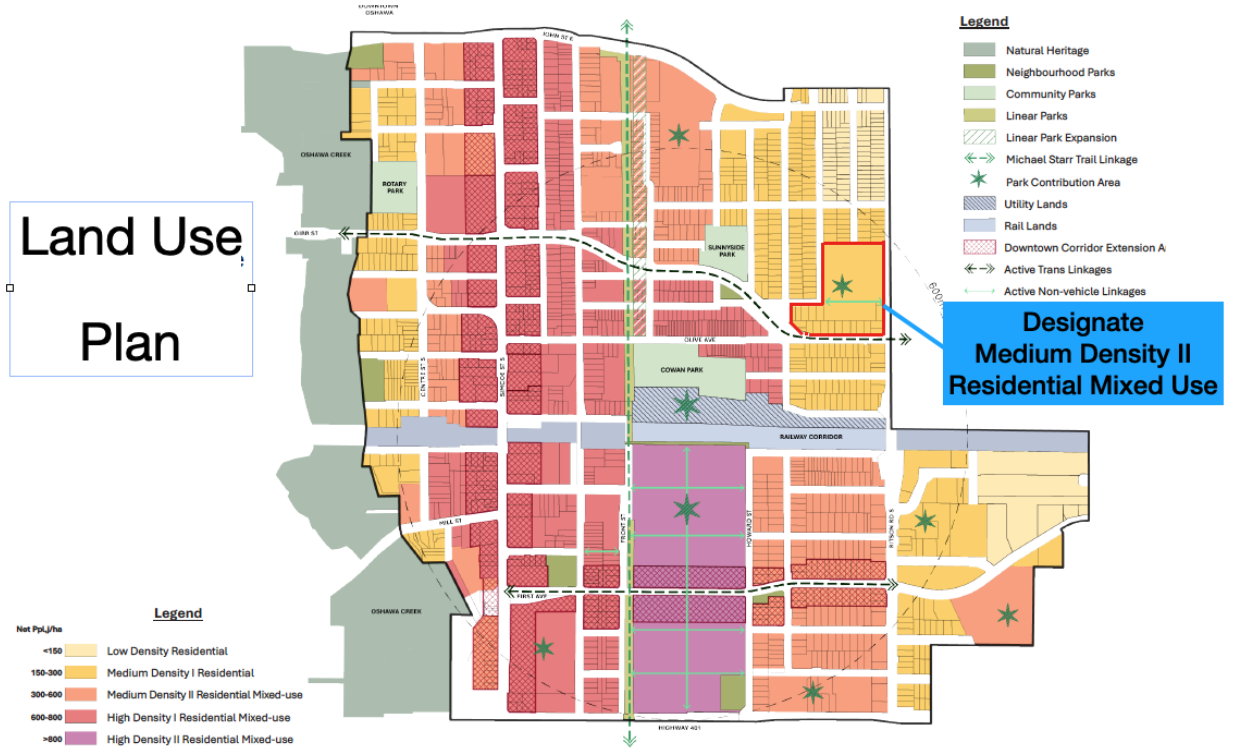 DOWNTOWN
OSHAWA
JOHN ST E
OSHAWA CREEK
ROTARY
PARK
GIBB ST
SUNNYSIDE
PARK
600m
OLIVE AVE
CENTRE ST S
SIMCOE ST S
COWAN PARK
RAILWAY CORRIDOR
MILL ST
FRONT ST
HOWARD ST
RITSON RD S
FIRST AVE
OSHAWA CREEK
HIGHWAY 401
Land Use
Plan
Legend
Natural Heritage
Neighbourhood Parks
Community Parks
Linear Parks
Linear Park Expansion
Michael Starr Trail Linkage
Park Contribution Area
Utility Lands
Rail Lands
Downtown Corridor Extension A
Active Trans Linkages
Active Non-vehicle Linkages
Designate
Medium Density II
Residential Mixed Use
Legend
Net Ppl,j/ha
<150 Low Density Residential
150-300 Medium Density I Residential
300-600 Medium Density II Residential Mixed-use
600-800 High Density I Residential Mixed-use
>800 High Density II Residential Mixed-use